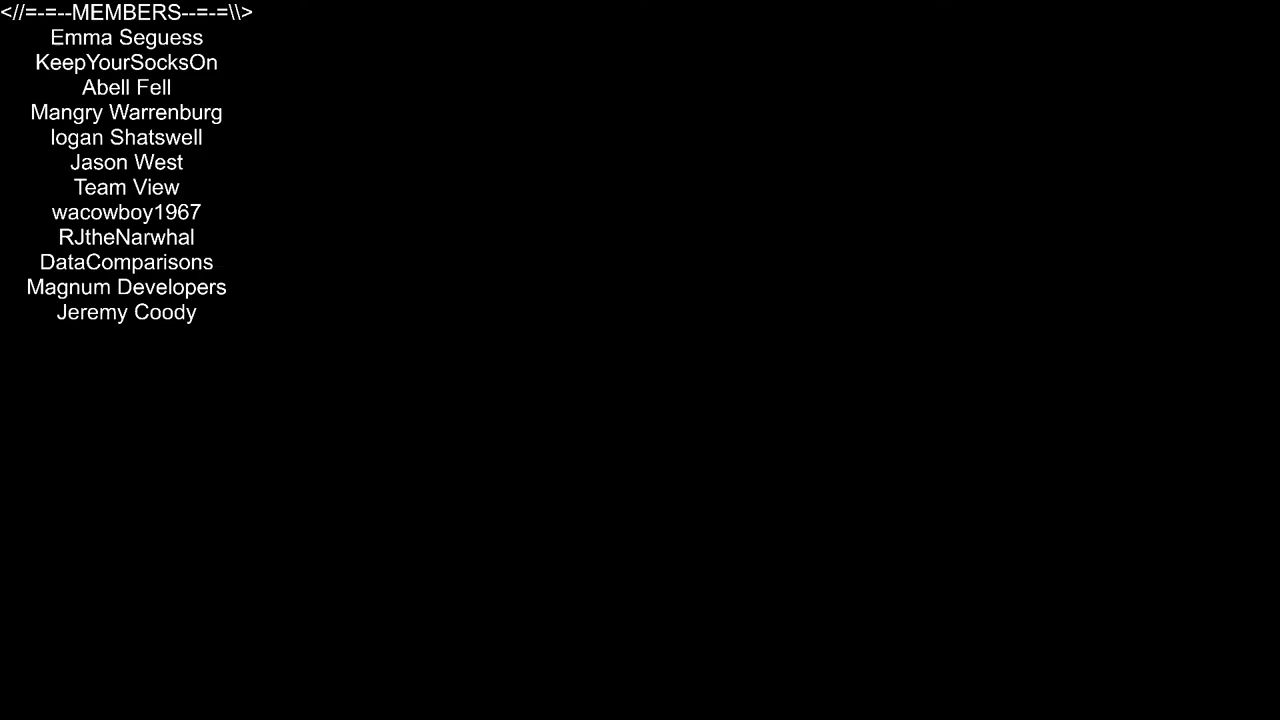 <//=-=--MEMBERS--=-=\\>
Emma Seguess
KeepYourSocksOn
Abell Fell
Mangry Warrenburg
logan Shatswell
Jason West
Team View
wacowboy1967
RJtheNarwhal
DataComparisons
Magnum Developers
Jeremy Coody